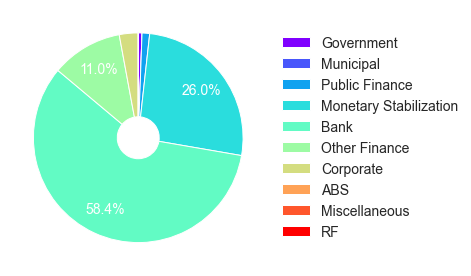 Government
Municipal
Public Finance
Monetary Stabilization
Bank
Other Finance
Corporate
ABS
Miscellaneous
RF
11.0%
26.0%
58.4%